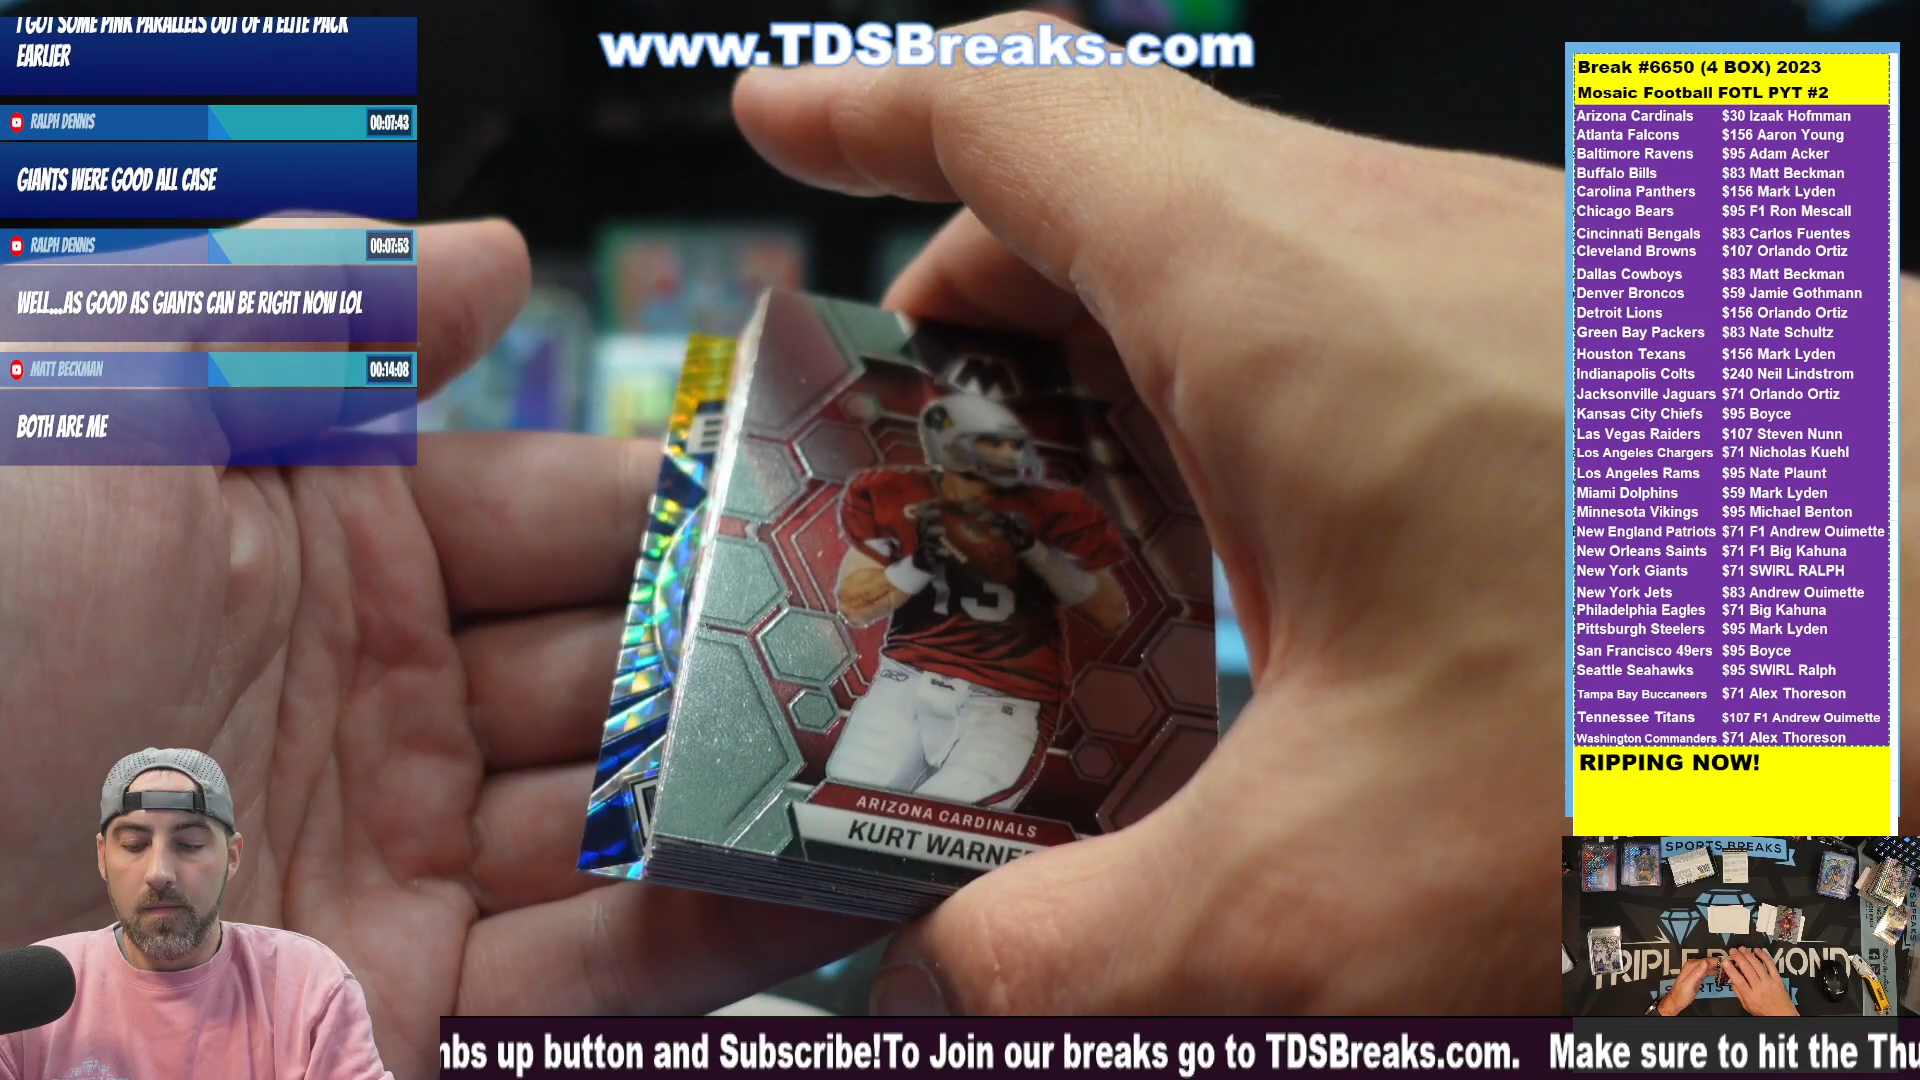 I GOT SOME PINK PARALLELS OUT OF A ELITE PACK
EARLIER
RALPH DENNIS 00:07:43
GIANTS WERE GOOD ALL CASE
RALPH DENNIS 00:07:53
WELL...AS GOOD AS GIANTS CAN BE RIGHT NOW LOL
MATT BECKMAN 00:14:08
BOTH ARE ME
www.TDSBreaks.com
13
ARIZONA CARDINALS
KURT WARNE
Break #6650 (4 BOX) 2023
Mosaic Football FOTL PYT #2
Arizona Cardinals $30 Izaak Hofmman
Atlanta Falcons $156 Aaron Young
Baltimore Ravens $95 Adam Acker
Buffalo Bills $83 Matt Beckman
Carolina Panthers $156 Mark Lyden
Chicago Bears $95 F1 Ron Mescall
Cincinnati Bengals $83 Carlos Fuentes
Cleveland Browns $107 Orlando Ortiz
Dallas Cowboys $83 Matt Beckman
Denver Broncos $59 Jamie Gothmann
Detroit Lions $156 Orlando Ortiz
Green Bay Packers $83 Nate Schultz
Houston Texans $156 Mark Lyden
Indianapolis Colts $240 Neil Lindstrom
Jacksonville Jaguars $71 Orlando Ortiz
Kansas City Chiefs $95 Boyce
Las Vegas Raiders $107 Steven Nunn
Los Angeles Chargers $71 Nicholas Kuehl
Los Angeles Rams $95 Nate Plaunt
Miami Dolphins $59 Mark Lyden
Minnesota Vikings $95 Michael Benton
New England Patriots $71 F1 Andrew Ouimette
New Orleans Saints $71 F1 Big Kahuna
New York Giants $71 SWIRL RALPH
New York Jets $83 Andrew Ouimette
Philadelphia Eagles $71 Big Kahuna
Pittsburgh Steelers $95 Mark Lyden
San Francisco 49ers $95 Boyce
Seattle Seahawks $95 SWIRL Ralph
Tampa Bay Buccaneers $71 Alex Thoreson
Tennessee Titans $107 F1 Andrew Ouimette
Washington Commanders $71 Alex Thoreson
RIPPING NOW!
SPORTS BREAKS
TRIPLE DIAMOND
nbs up button and Subscribe!To Join our breaks go to TDSBreaks.com. Make sure to hit the Thu